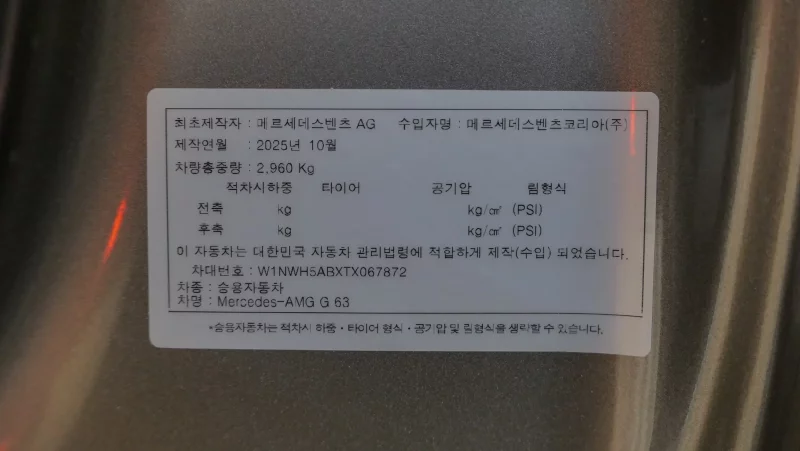 최초제작자 : 메르세데스벤츠 AG 수입자명 : 메르세데스벤츠코리아(주)
제작연월 : 2025년 10월
차량총중량 : 2,960 Kg
적차시하중 타이어 공기압 림형식
전축 kg kg/㎠ (PSI)
후축 kg kg/㎠ (PSI)
이 자동차는 대한민국 자동차 관리법령에 적합하게 제작(수입) 되었습니다.
차대번호 : W1NWH5ABXTX067872
차종 : 승용자동차
차명 : Mercedes-AMG G 63
*승용자동차는 적차시 하중·타이어 형식·공기압 및 림형식을 생략할 수 있습니다.